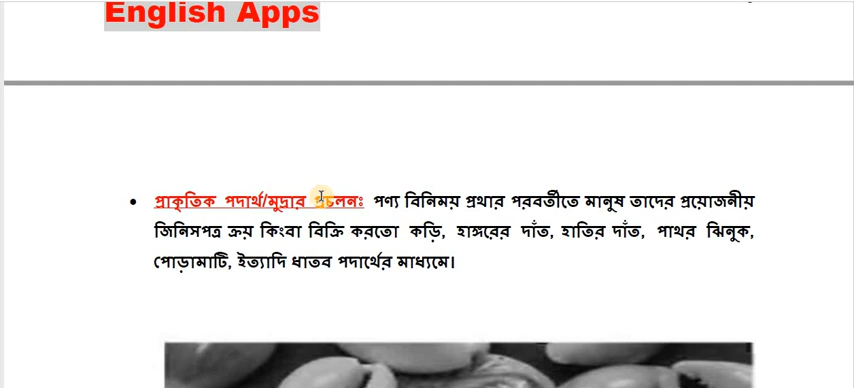 English Apps
প্রাকৃতিক পদার্থ/মুদ্রার প্রচলনঃ পণ্য বিনিময় প্রথার পরবর্তীতে মানুষ তাদের প্রয়োজনীয়
জিনিসপত্র ক্রয় কিংবা বিক্রি করতো কড়ি, হাঙ্গরের দাঁত, হাতির দাঁত, পাথর ঝিনুক,
পোড়ামাটি, ইত্যাদি ধাতব পদার্থের মাধ্যমে।